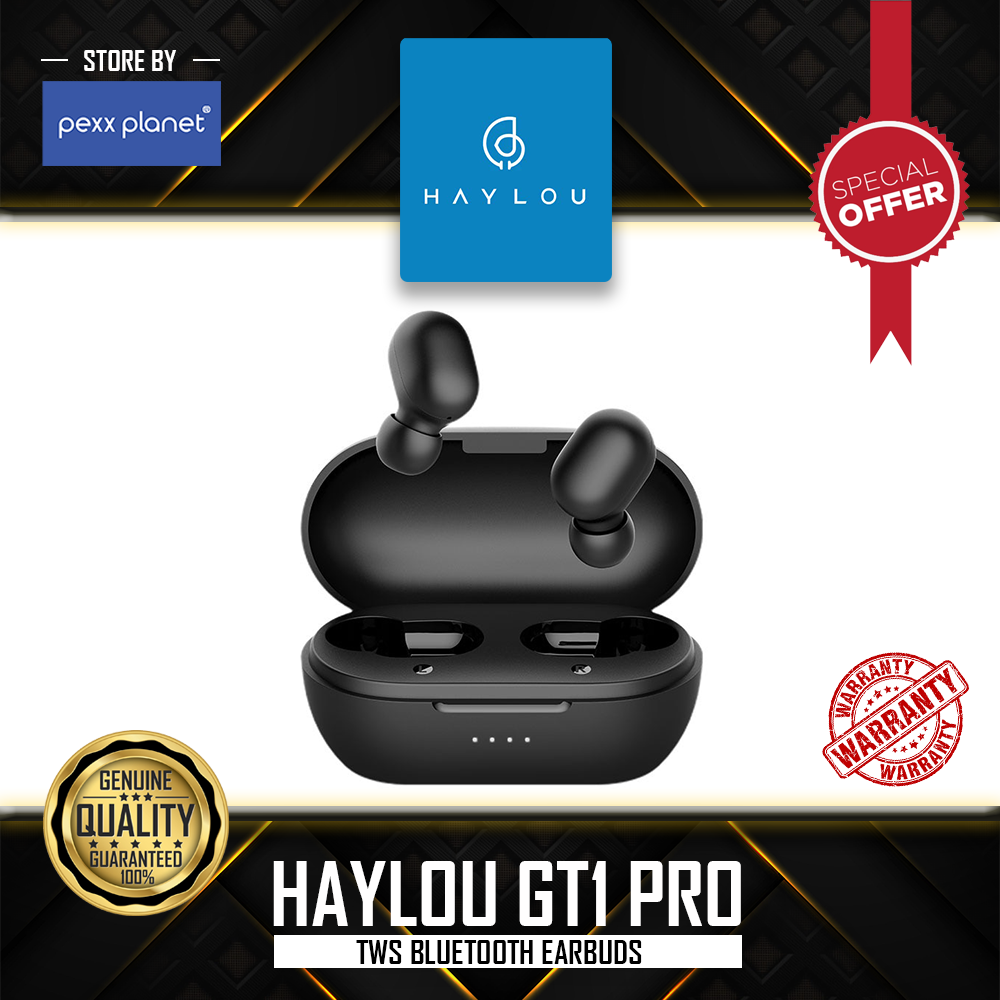 STORE BY
pexx planet®
HAYLOU
SPECIAL
OFFER
WARRANTY
WARRANTY
WARRANTY
GENUINE
QUALITY
GUARANTEED
100%
HAYLOU GT1 PRO
TWS BLUETOOTH EARBUDS